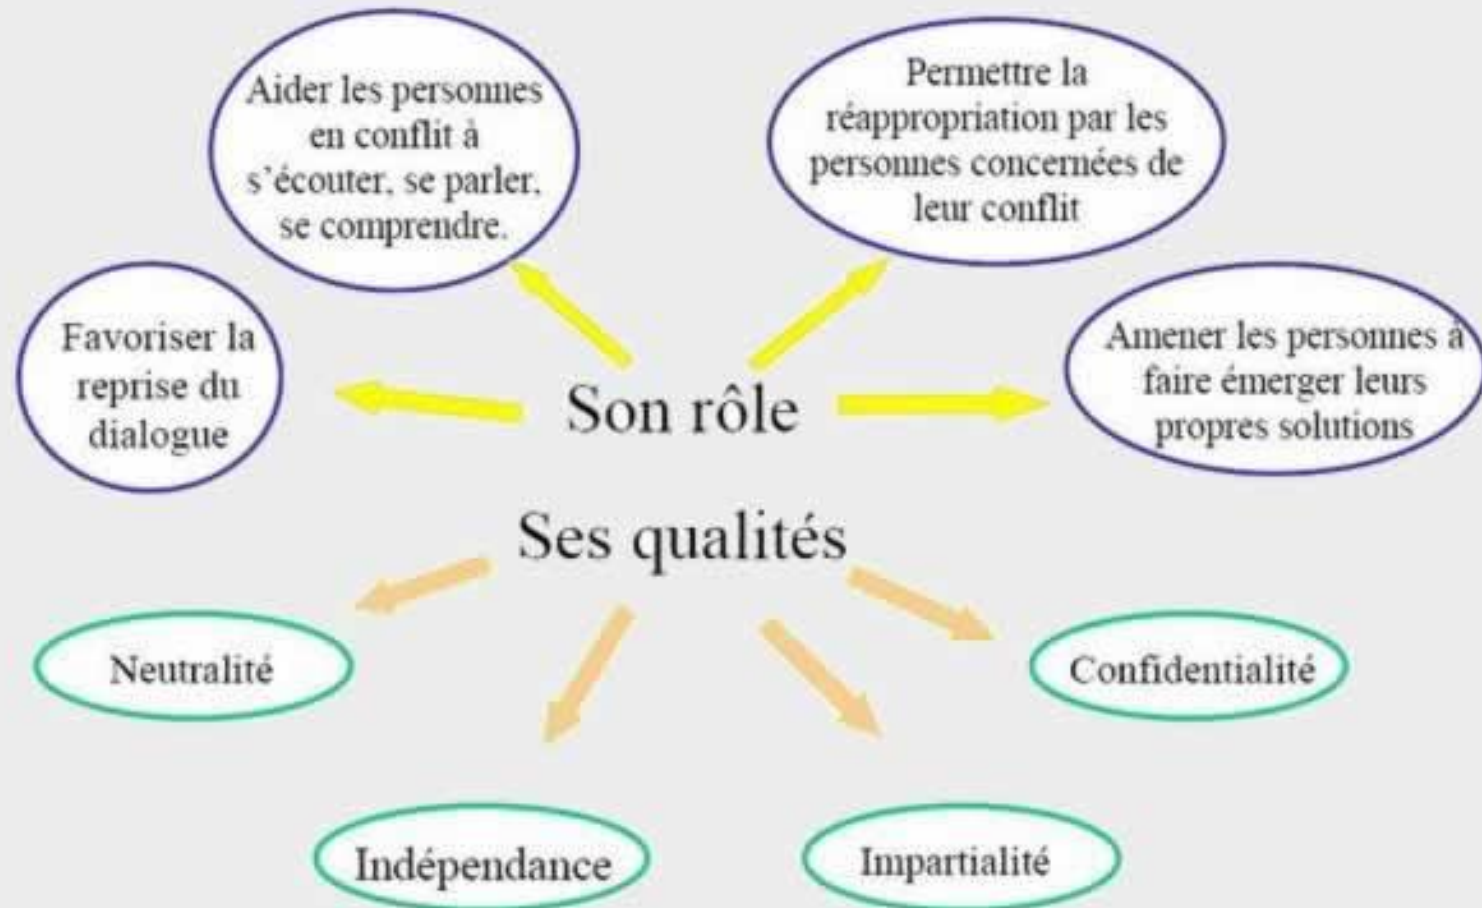 Aider les personnes
en conflit à
s'écouter, se parler,
se comprendre.
Permettre la
réappropriation par les
personnes concernées de
leur conflit
Favoriser la
reprise du
dialogue
Son rôle
Amener les personnes à
faire émerger leurs
propres solutions
Ses qualités
Neutralité
Confidentialité
Indépendance
Impartialité